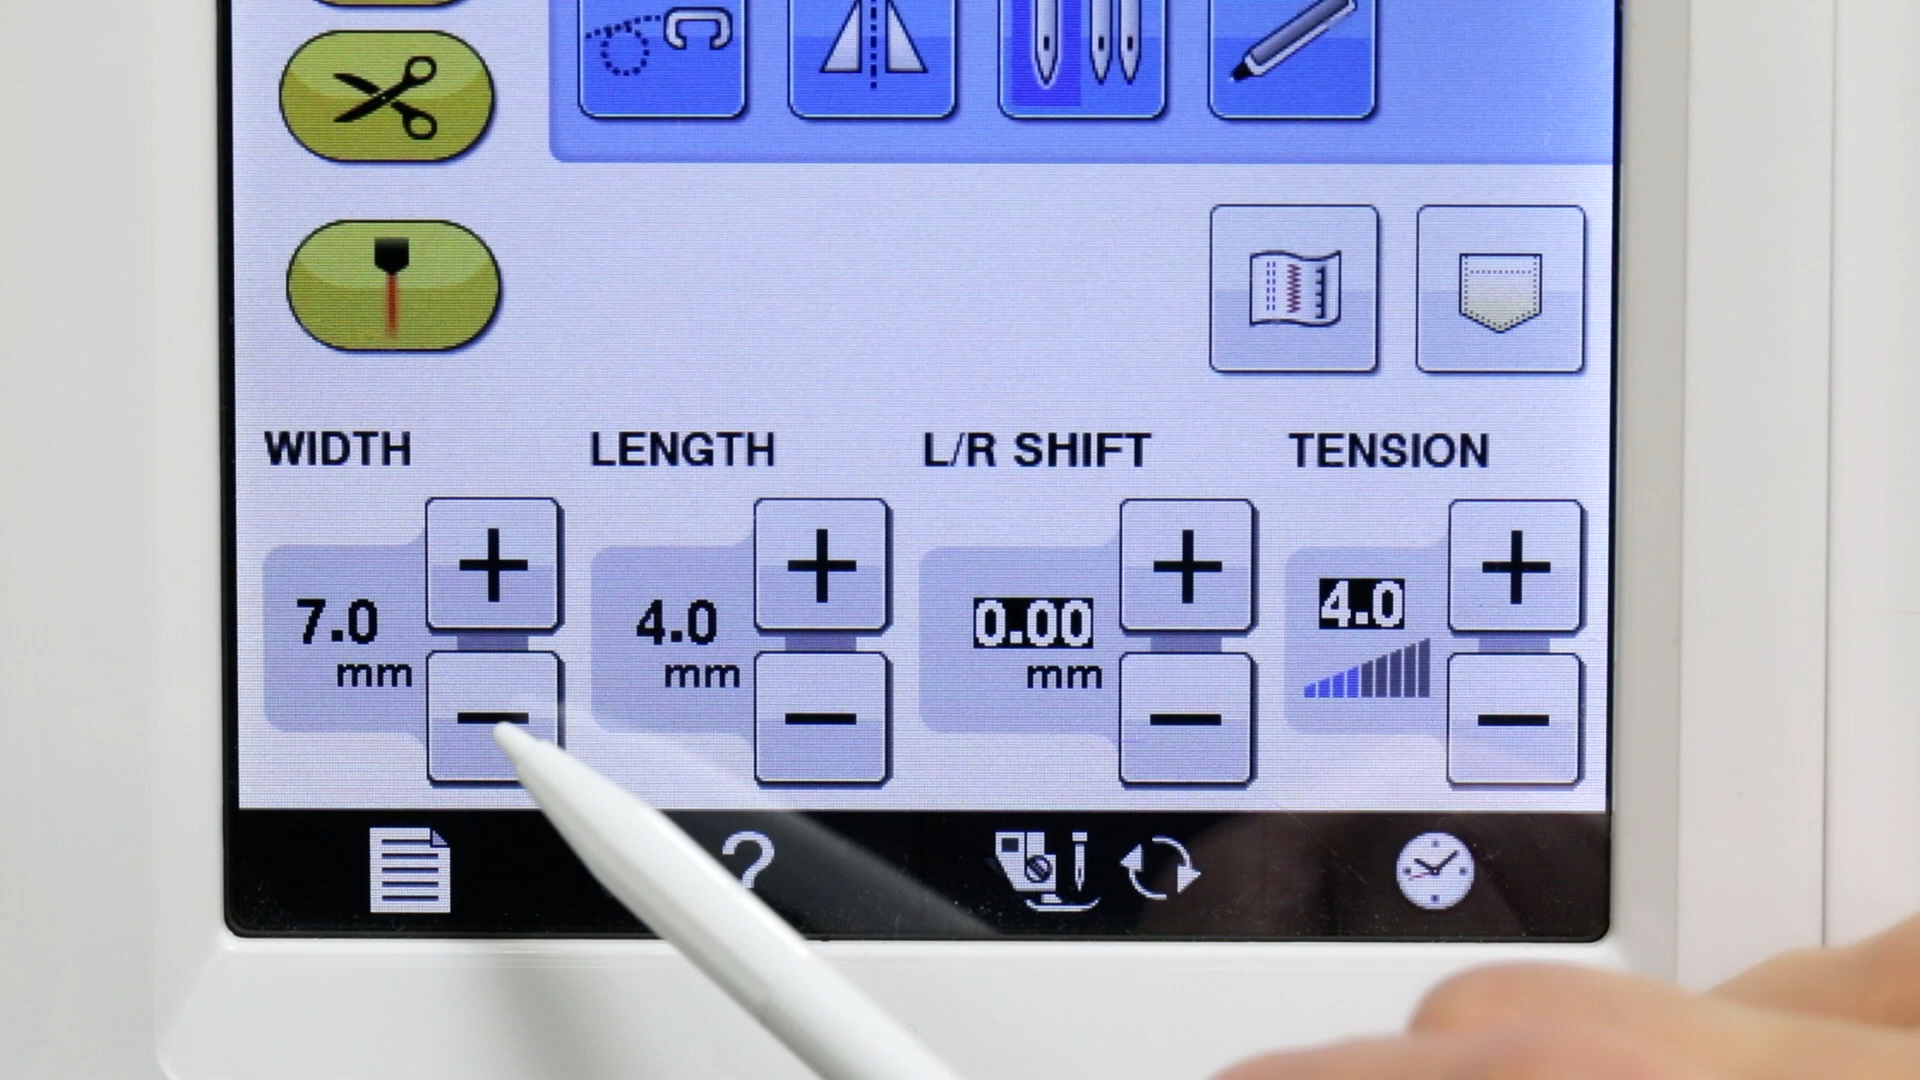 WIDTH LENGTH L/R SHIFT TENSION
7.0 4.0 0.00 4.0
mm mm mm
?